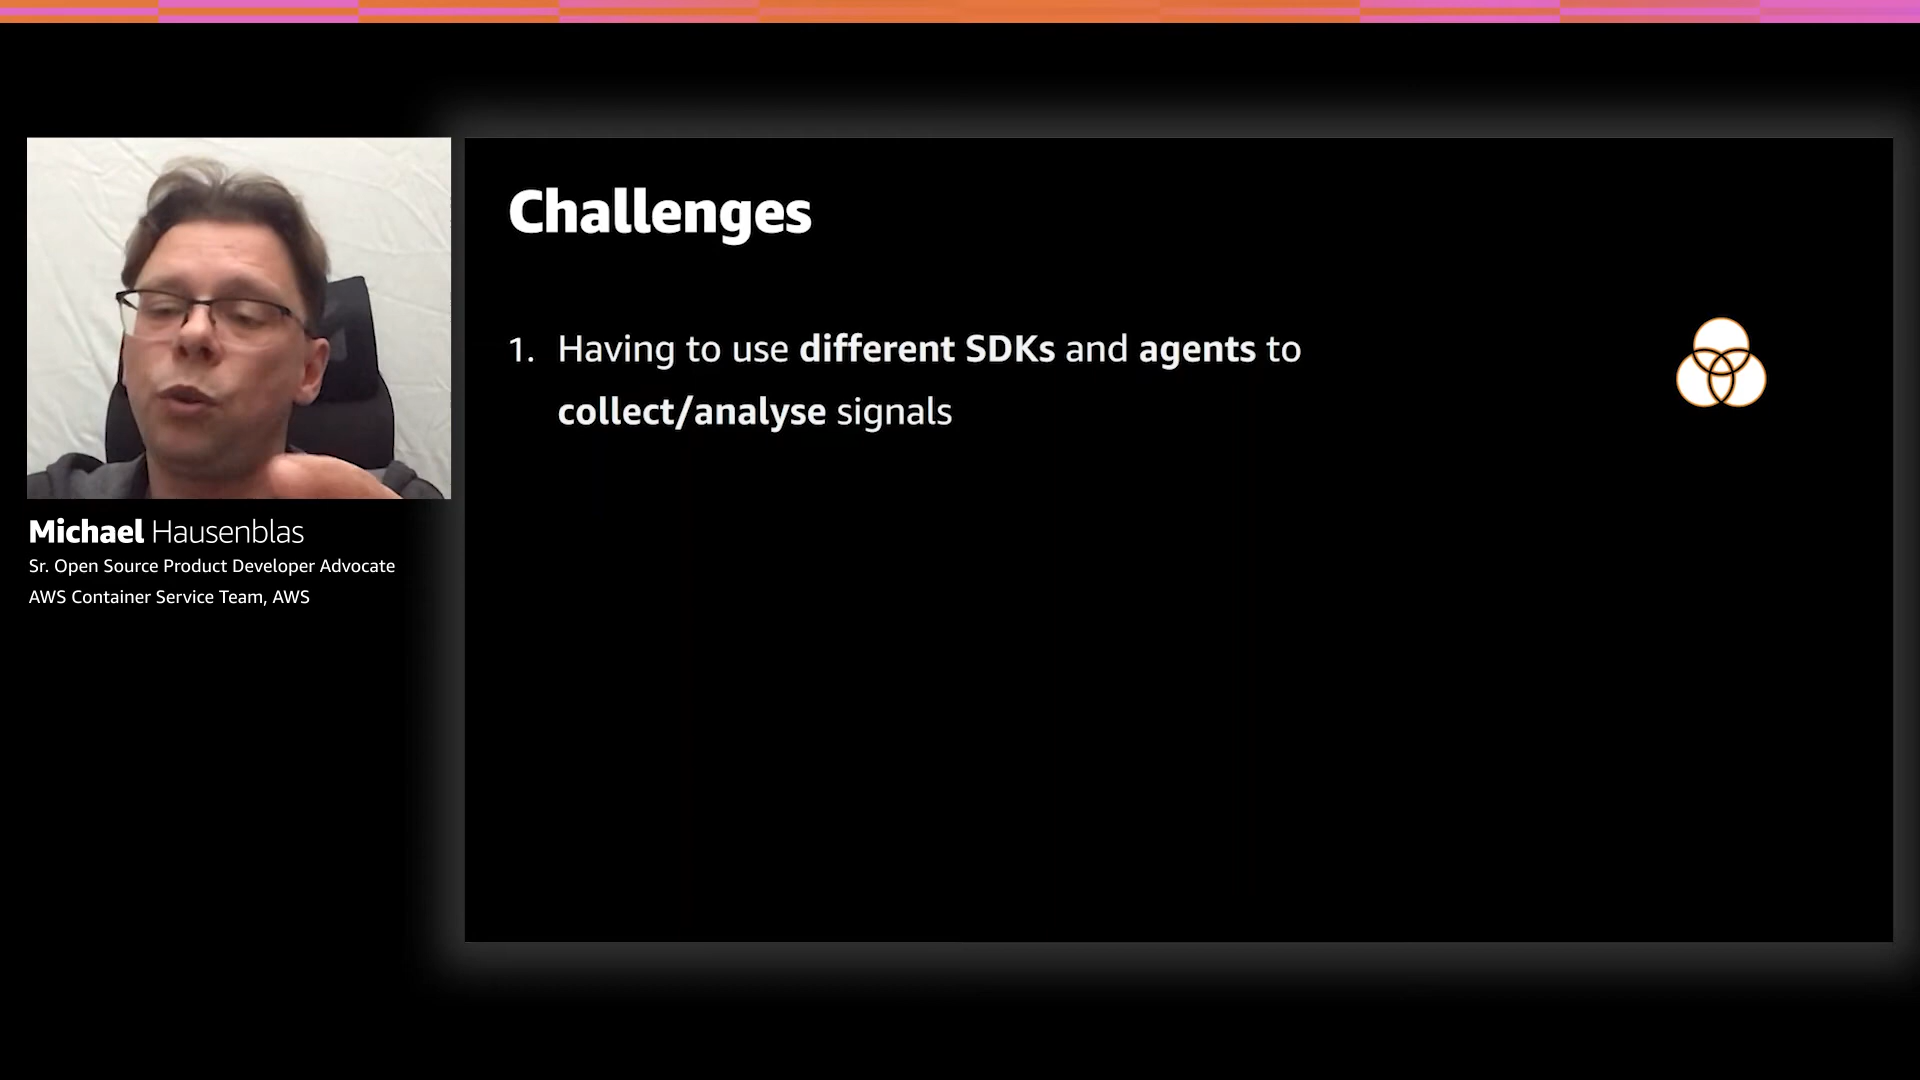 Challenges
1. Having to use different SDKs and agents to
collect/analyse signals
Michael Hausenblas
Sr. Open Source Product Developer Advocate
AWS Container Service Team, AWS